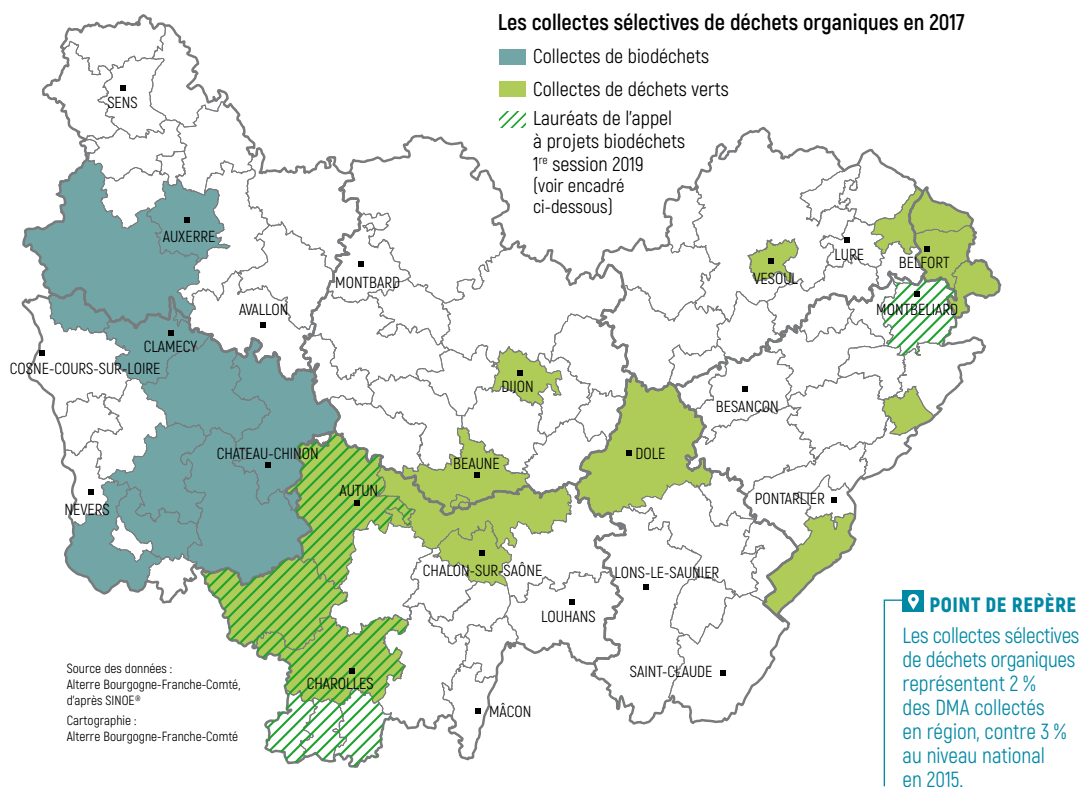 Les collectes sélectives de déchets organiques en 2017
Collectes de biodéchets
Collectes de déchets verts
Lauréats de l'appel
à projets biodéchets
1re session 2019
(voir encadré
ci-dessous)
SENS
AUXERRE
MONTBARD
AVALLON
CLAMECY
COSNE-COURS-SUR-LOIRE
VESOUL
LURE
BELFORT
MONTBÉLIARD
DIJON
BESANÇON
CHATEAU-CHINON
BEAUNE
DOLE
NEVERS
AUTUN
PONTARLIER
CHALON-SUR-SAÔNE
LONS-LE-SAUNIER
LOUHANS
CHAROLLES
SAINT-CLAUDE
MÂCON
Source des données :
Alterre Bourgogne-Franche-Comté,
d'après SINOE®
Cartographie :
Alterre Bourgogne-Franche-Comté
POINT DE REPÈRE
Les collectes sélectives
de déchets organiques
représentent 2 %
des DMA collectés
en région, contre 3 %
au niveau national
en 2015.